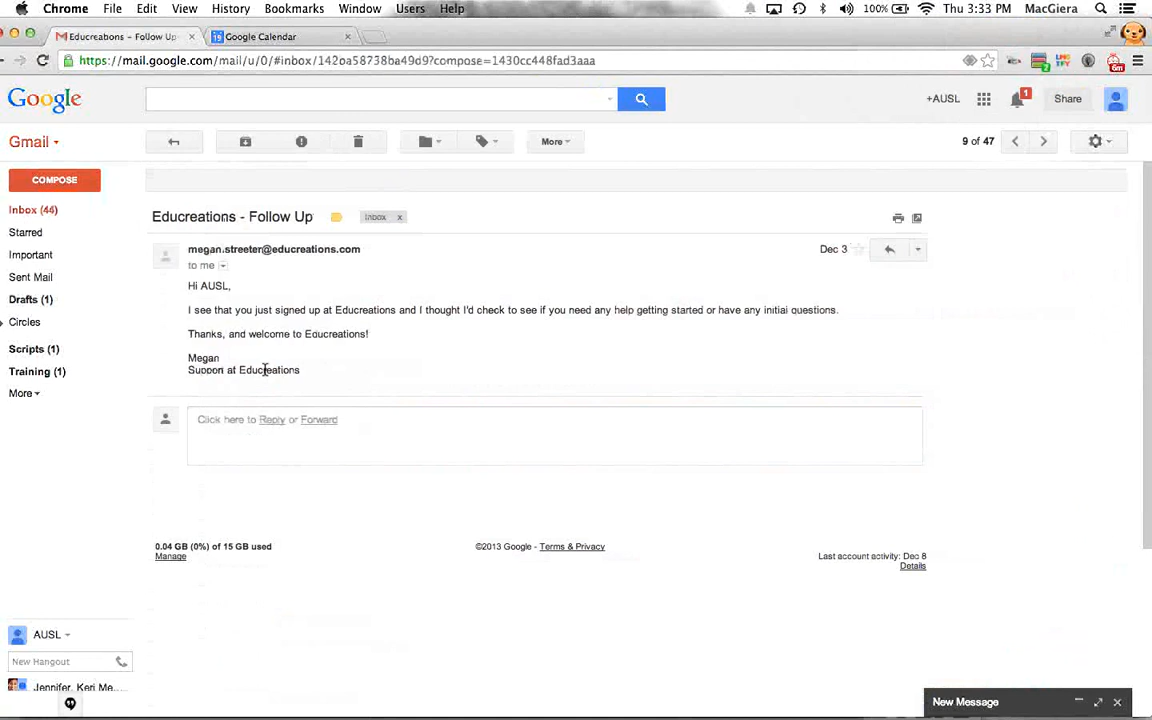 Chrome File Edit View History Bookmarks Window Users Help 100% Thu 3:33 PM MacGiera
Educreations - Follow Up Google Calendar
https://mail.google.com/mail/u/0/#inbox/142pa58738ba49d9?compose=1430cc448fad3aaa
Google +AUSL 1 Share
Gmail More 9 of 47
COMPOSE
Inbox (44)
Starred
Important
Sent Mail
Drafts (1)
Circles
Scripts (1)
Training (1)
More
Educreations - Follow Up Inbox x
megan.streeter@educreations.com Dec 3
to me
Hi AUSL,
I see that you just signed up at Educreations and I thought I'd check to see if you need any help getting started or have any initial questions.
Thanks, and welcome to Educreations!
Megan
Support at Educreations
Click here to Reply or Forward
0.04 GB (0%) of 15 GB used
Manage
©2013 Google - Terms & Privacy
Last account activity: Dec 8
Details
AUSL
New Hangout
Jennifer, Keri Me...
New Message